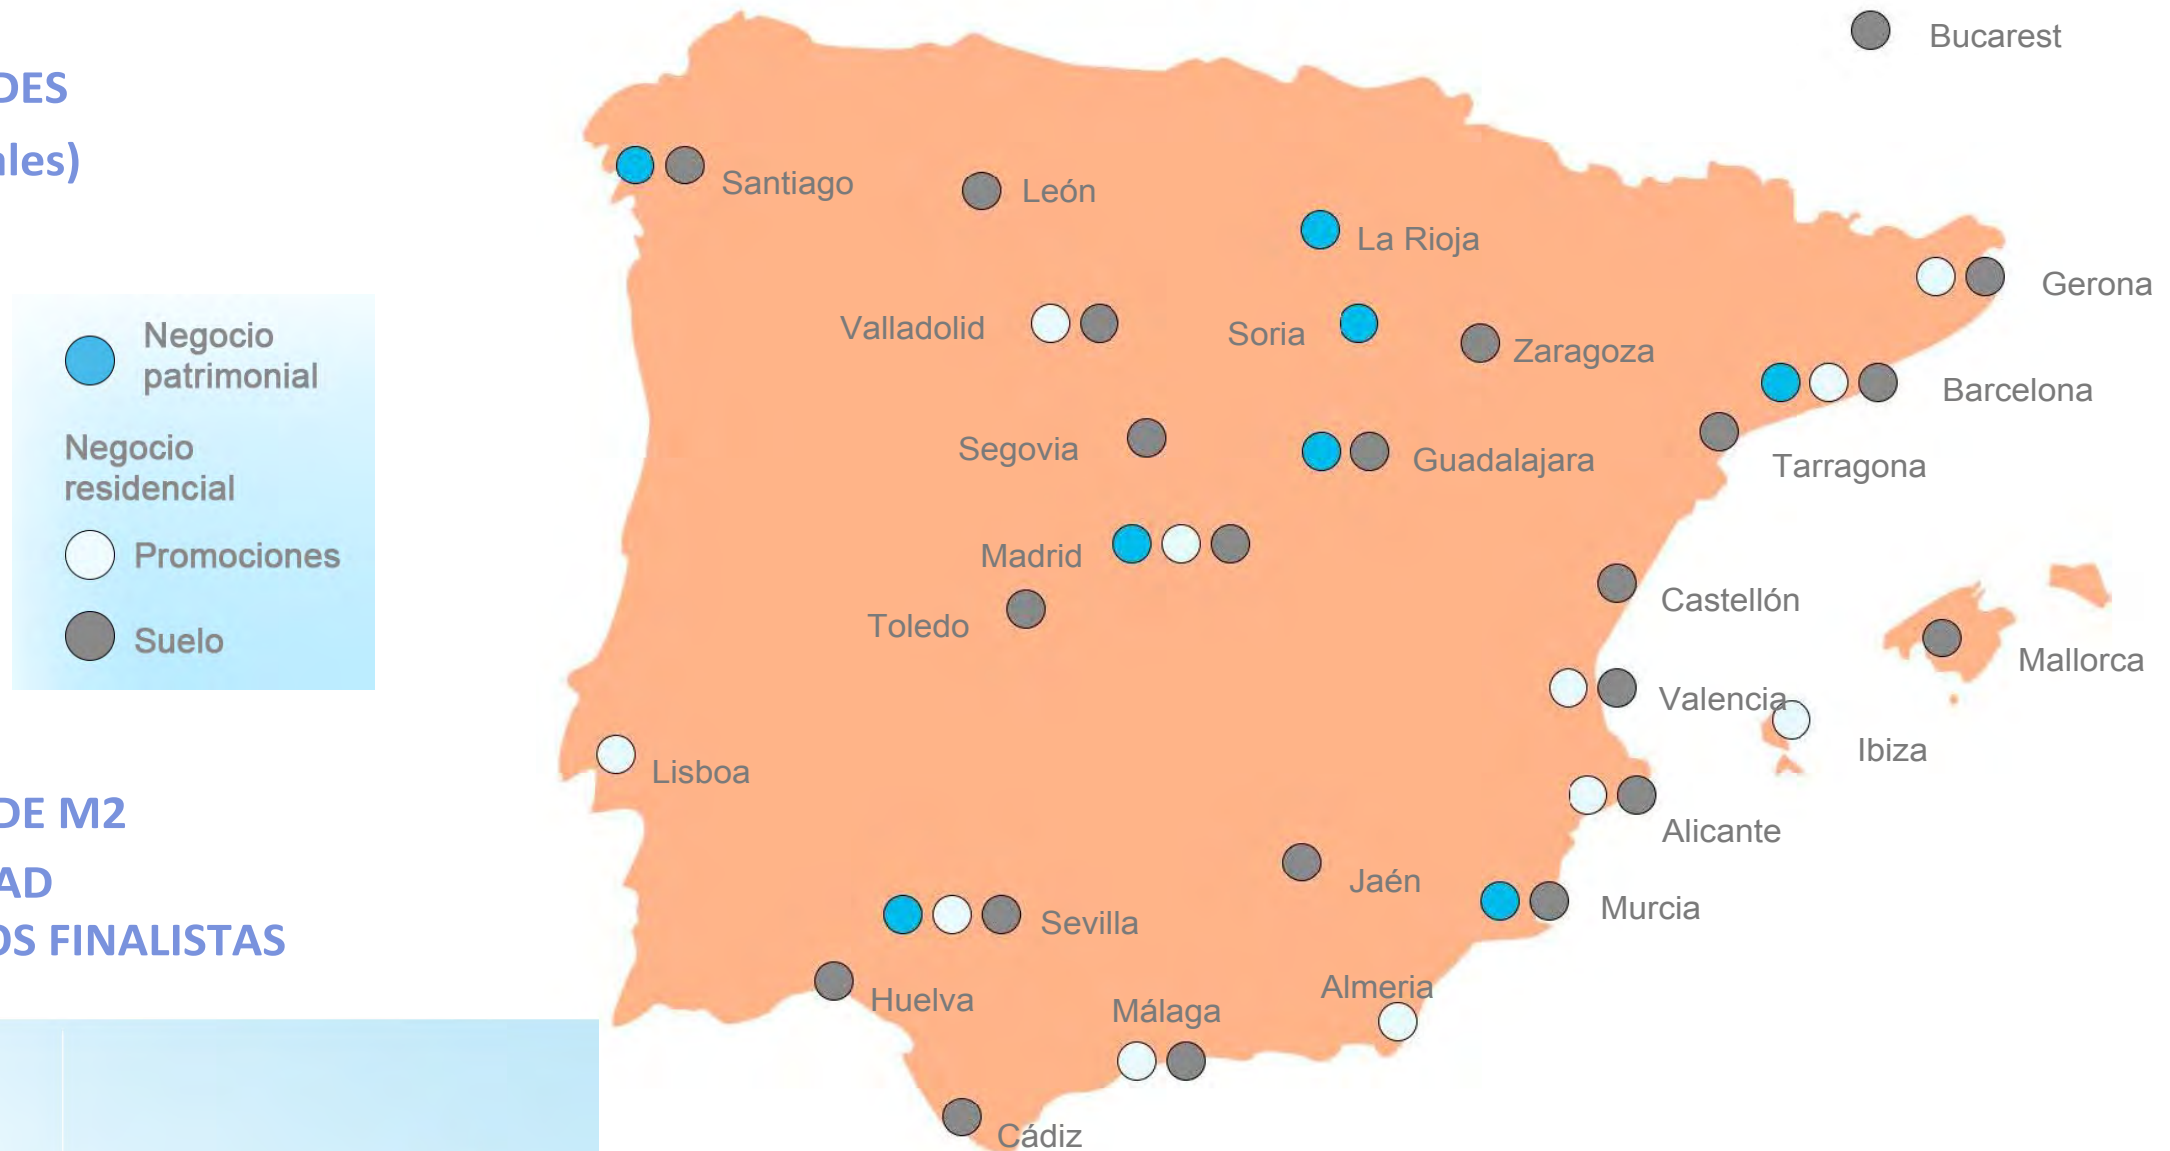 DES
ales)
Negocio
patrimonial
Negocio
residencial
Promociones
Suelo
DE M2
AD
OS FINALISTAS
Bucarest
Santiago
León
La Rioja
Gerona
Valladolid
Soria
Zaragoza
Barcelona
Segovia
Guadalajara
Tarragona
Madrid
Castellón
Toledo
Mallorca
Valencia
Ibiza
Lisboa
Alicante
Jaén
Murcia
Sevilla
Almeria
Huelva
Málaga
Cádiz